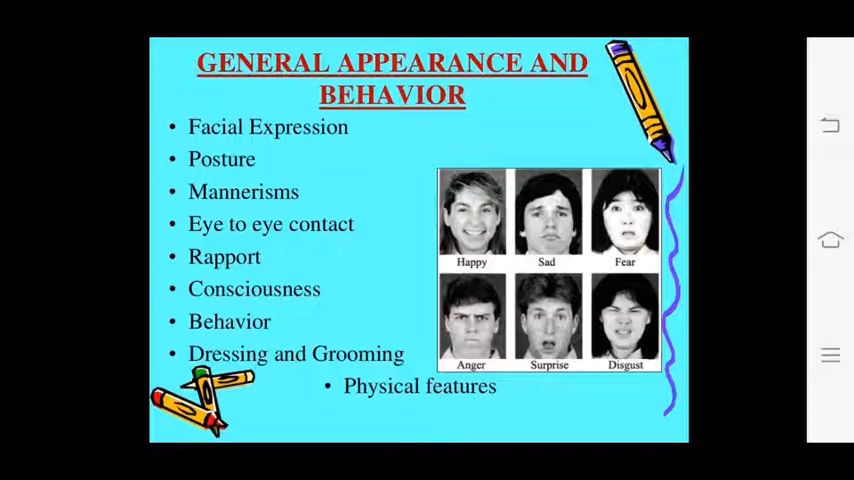 GENERAL APPEARANCE AND
BEHAVIOR
• Facial Expression
• Posture
• Mannerisms
• Eye to eye contact
• Rapport
• Consciousness
• Behavior
• Dressing and Grooming
• Physical features
Happy Sad Fear
Anger Surprise Disgust